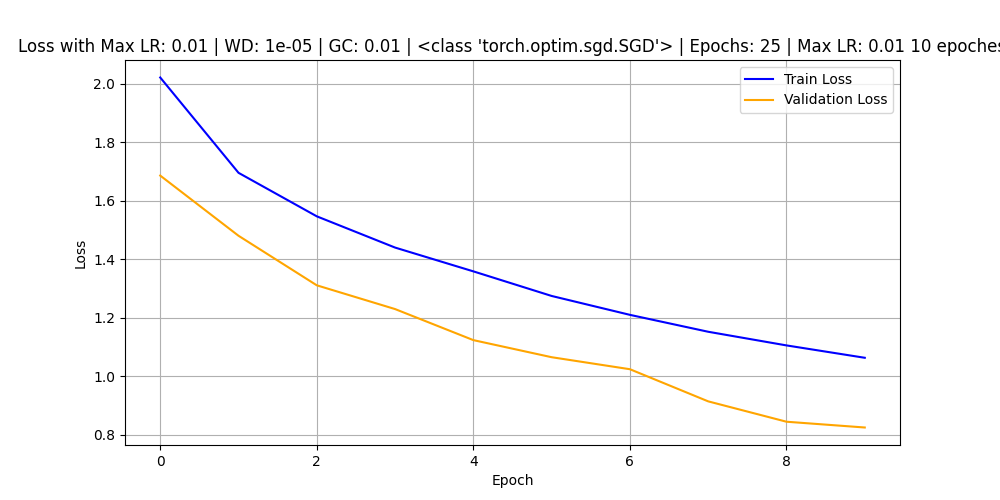 Loss with Max LR: 0.01 | WD: 1e-05 | GC: 0.01 | <class 'torch.optim.sgd.SGD'> | Epochs: 25 | Max LR: 0.01 10 epoches
Train Loss
Validation Loss
2.0
1.8
1.6
1.4
1.2
1.0
0.8
Loss
0
2
4
6
8
Epoch